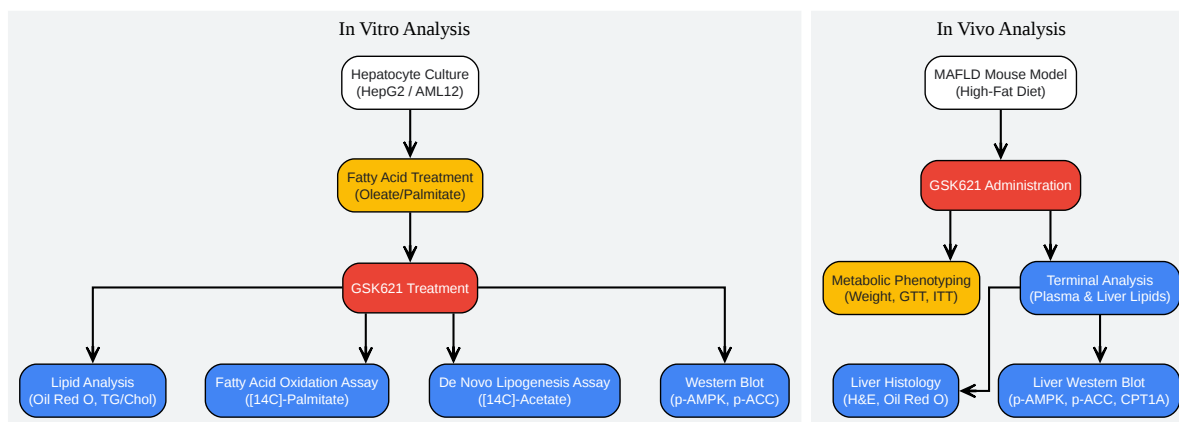 In Vitro Analysis
Hepatocyte Culture
(HepG2 / AML12)
Fatty Acid Treatment
(Oleate/Palmitate)
GSK621 Treatment
Lipid Analysis
(Oil Red O, TG/Chol)
Fatty Acid Oxidation Assay
([14C]-Palmitate)
De Novo Lipogenesis Assay
([14C]-Acetate)
Western Blot
(p-AMPK, p-ACC)
In Vivo Analysis
MAFLD Mouse Model
(High-Fat Diet)
GSK621 Administration
Metabolic Phenotyping
(Weight, GTT, ITT)
Terminal Analysis
(Plasma & Liver Lipids)
Liver Histology
(H&E, Oil Red O)
Liver Western Blot
(p-AMPK, p-ACC, CPT1A)